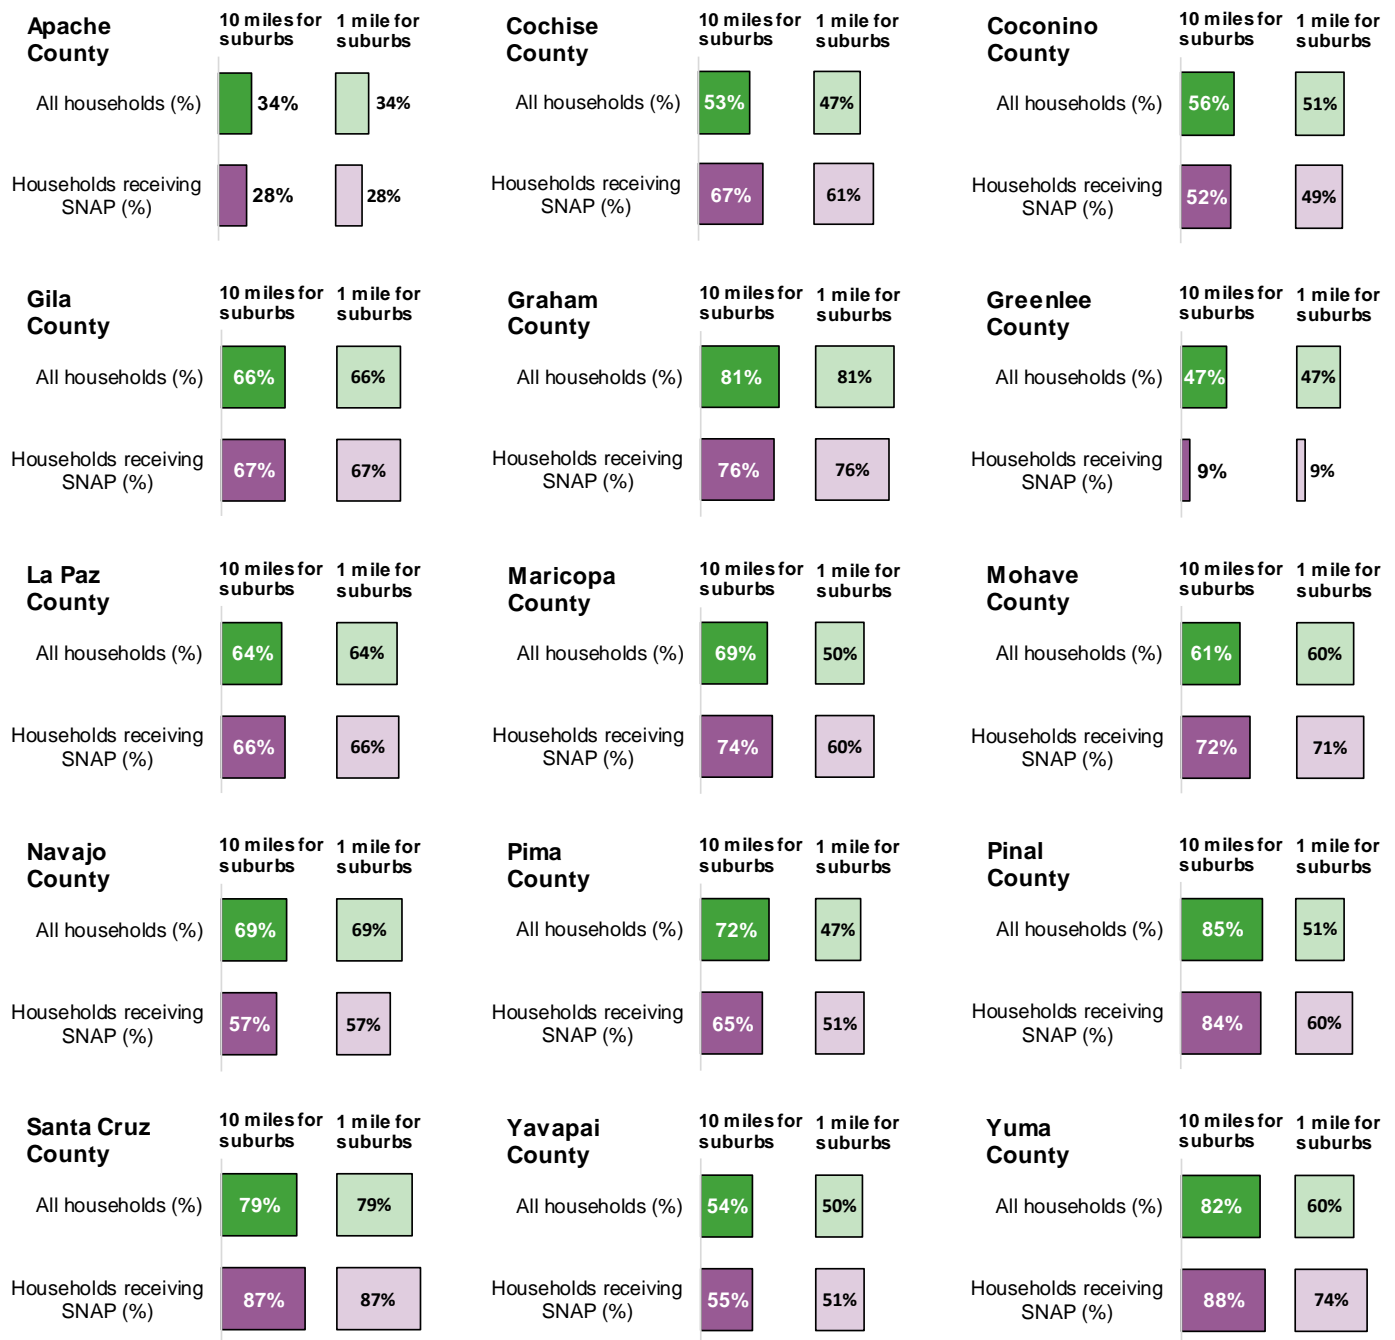 Apache
County
10 miles for
suburbs
1 mile for
suburbs
All households (%)
34%
34%
Households receiving
SNAP (%)
28%
28%
Cochise
County
10 miles for
suburbs
1 mile for
suburbs
All households (%)
53%
47%
Households receiving
SNAP (%)
67%
61%
Coconino
County
10 miles for
suburbs
1 mile for
suburbs
All households (%)
56%
51%
Households receiving
SNAP (%)
52%
49%
Gila
County
10 miles for
suburbs
1 mile for
suburbs
All households (%)
66%
66%
Households receiving
SNAP (%)
67%
67%
Graham
County
10 miles for
suburbs
1 mile for
suburbs
All households (%)
81%
81%
Households receiving
SNAP (%)
76%
76%
Greenlee
County
10 miles for
suburbs
1 mile for
suburbs
All households (%)
47%
47%
Households receiving
SNAP (%)
9%
9%
La Paz
County
10 miles for
suburbs
1 mile for
suburbs
All households (%)
64%
64%
Households receiving
SNAP (%)
66%
66%
Maricopa
County
10 miles for
suburbs
1 mile for
suburbs
All households (%)
69%
50%
Households receiving
SNAP (%)
74%
60%
Mohave
County
10 miles for
suburbs
1 mile for
suburbs
All households (%)
61%
60%
Households receiving
SNAP (%)
72%
71%
Navajo
County
10 miles for
suburbs
1 mile for
suburbs
All households (%)
69%
69%
Households receiving
SNAP (%)
57%
57%
Pima
County
10 miles for
suburbs
1 mile for
suburbs
All households (%)
72%
47%
Households receiving
SNAP (%)
65%
51%
Pinal
County
10 miles for
suburbs
1 mile for
suburbs
All households (%)
85%
51%
Households receiving
SNAP (%)
84%
60%
Santa Cruz
County
10 miles for
suburbs
1 mile for
suburbs
All households (%)
79%
79%
Households receiving
SNAP (%)
87%
87%
Yavapai
County
10 miles for
suburbs
1 mile for
suburbs
All households (%)
54%
50%
Households receiving
SNAP (%)
55%
51%
Yuma
County
10 miles for
suburbs
1 mile for
suburbs
All households (%)
82%
60%
Households receiving
SNAP (%)
88%
74%